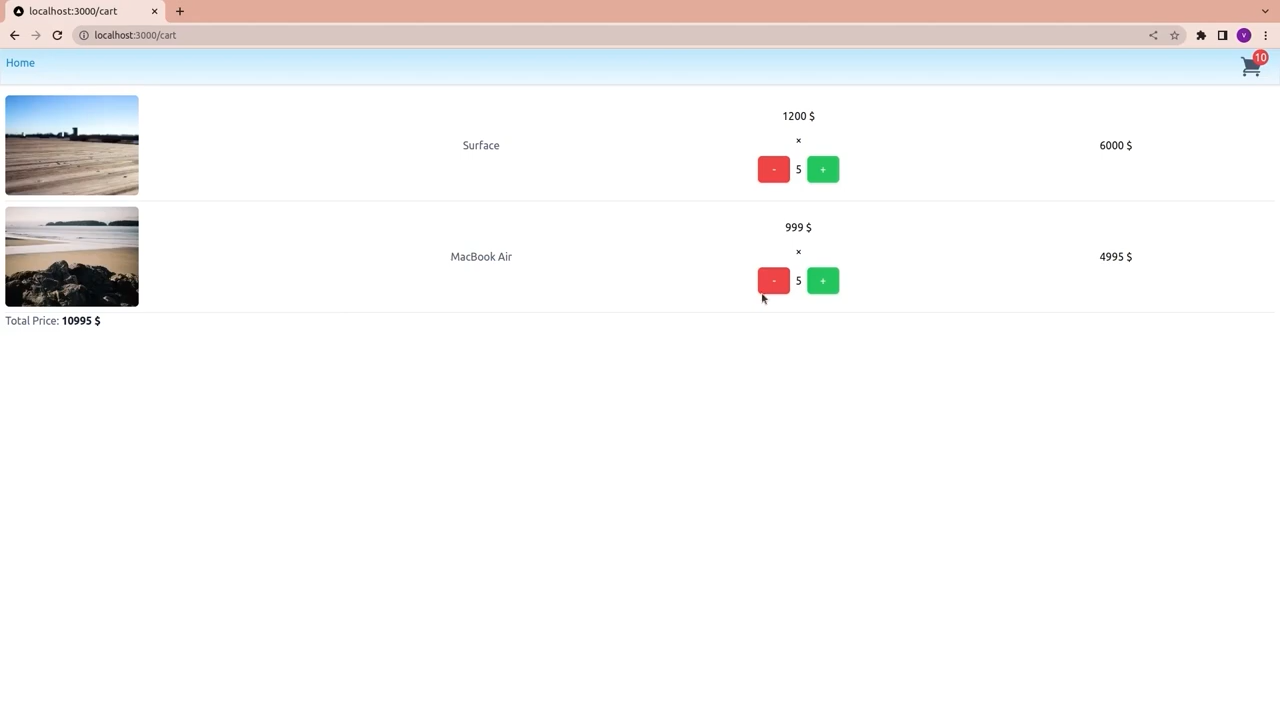 localhost:3000/cart
localhost:3000/cart
V
Home
10
1200 $
×
Surface
- 5 +
6000 $
999 $
×
MacBook Air
- 5 +
4995 $
Total Price: 10995 $